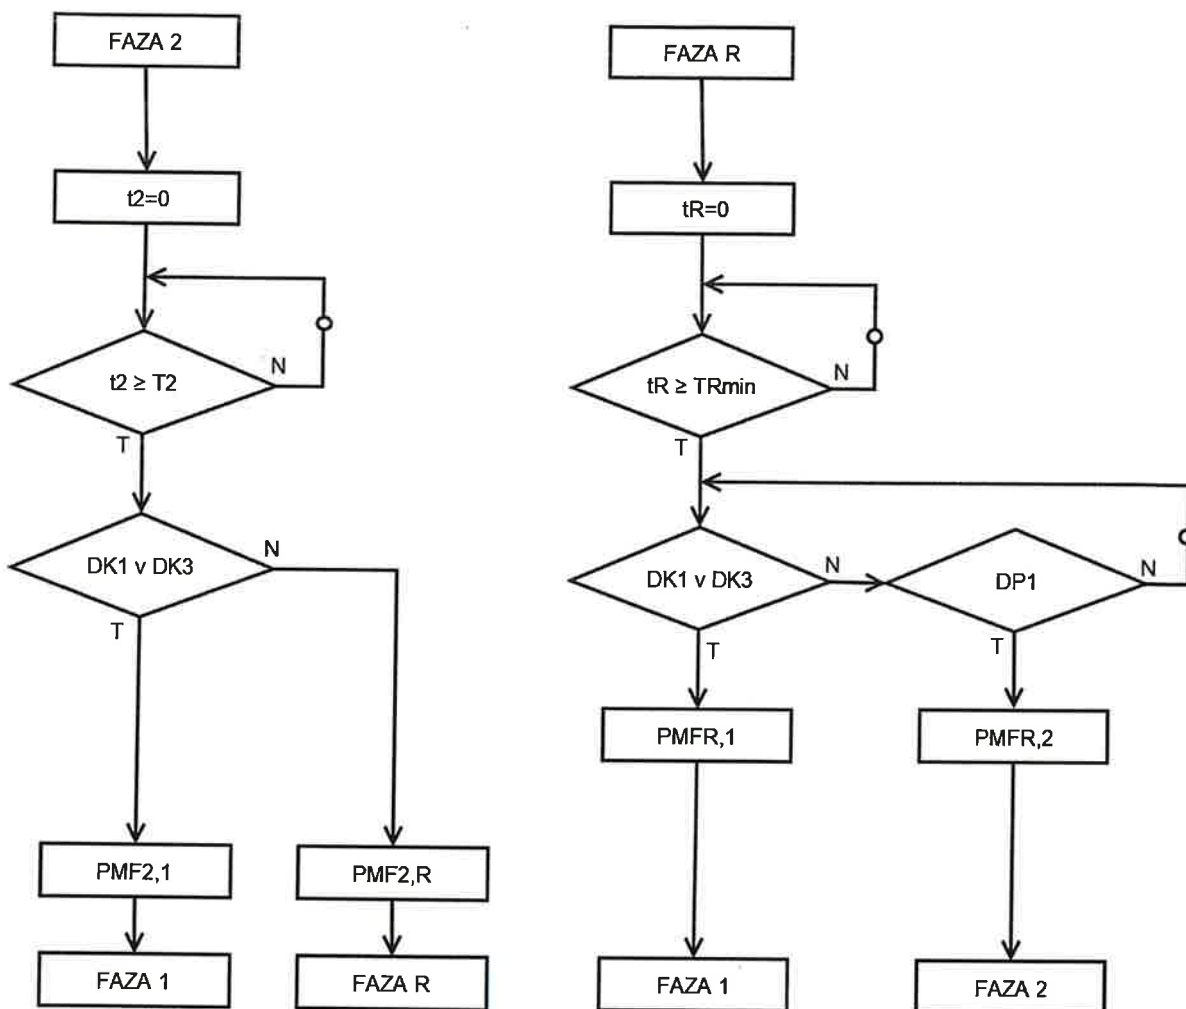 FAZA 2
t2=0
t2 ≥ T2
N
T
DK1 v DK3
N
T
PMF2,1
PMF2,R
FAZA 1
FAZA R
FAZA R
tR=0
tR ≥ TRmin
N
T
DK1 v DK3
N
DP1
N
T
T
PMFR,1
PMFR,2
FAZA 1
FAZA 2